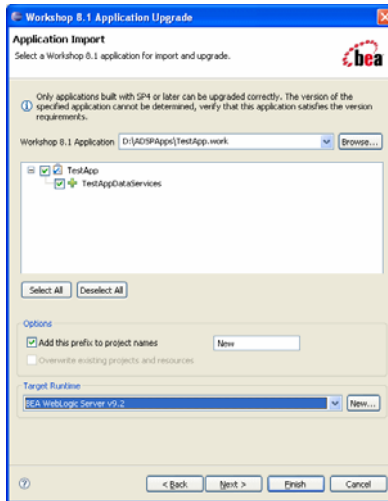 Workshop 8.1 Application Upgrade
Application Import
Select a Workshop 8.1 application for import and upgrade.
bea
Only applications built with SP4 or later can be upgraded correctly. The version of the
specified application cannot be determined, verify that this application satisfies the version
requirements.
Workshop 8.1 Application D:\ADSPApps\TestApp.work Browse...
TestApp
TestAppDataServices
Select All Deselect All
Options
Add this prefix to project names New
Overwrite existing projects and resources
Target Runtime
BEA WebLogic Server v9.2 New...
< Back Next > Finish Cancel